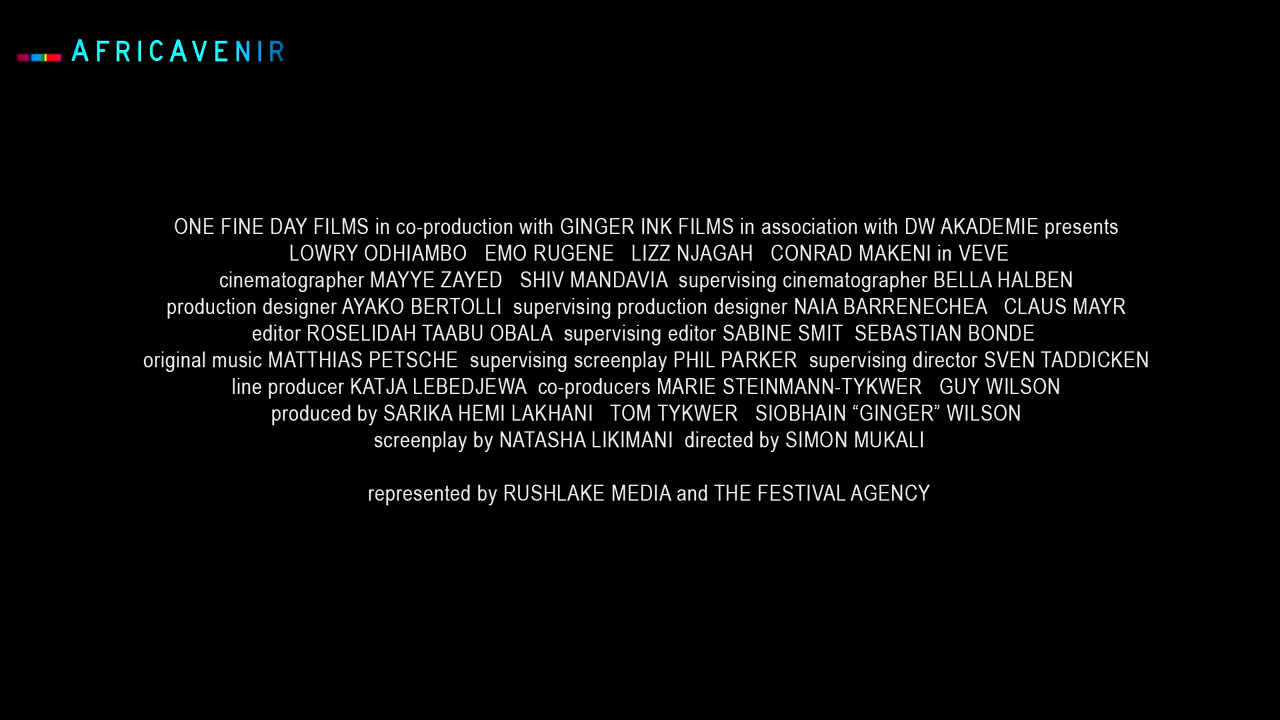 AFRICAVENIR
ONE FINE DAY FILMS in co-production with GINGER INK FILMS in association with DW AKADEMIE presents
LOWRY ODHIAMBO EMO RUGENE LIZZ NJAGAH CONRAD MAKENI in VEVE
cinematographer MAYYE ZAYED SHIV MANDAVIA supervising cinematographer BELLA HALBEN
production designer AYAKO BERTOLLI supervising production designer NAIA BARRENECHEA CLAUS MAYR
editor ROSELIDAH TAABU OBALA supervising editor SABINE SMIT SEBASTIAN BONDE
original music MATTHIAS PETSCHE supervising screenplay PHIL PARKER supervising director SVEN TADDICKEN
line producer KATJA LEBEDJEWA co-producers MARIE STEINMANN-TYKWER GUY WILSON
produced by SARIKA HEMI LAKHANI TOM TYKWER SIOBHAIN “GINGER” WILSON
screenplay by NATASHA LIKIMANI directed by SIMON MUKALI
represented by RUSHLAKE MEDIA and THE FESTIVAL AGENCY